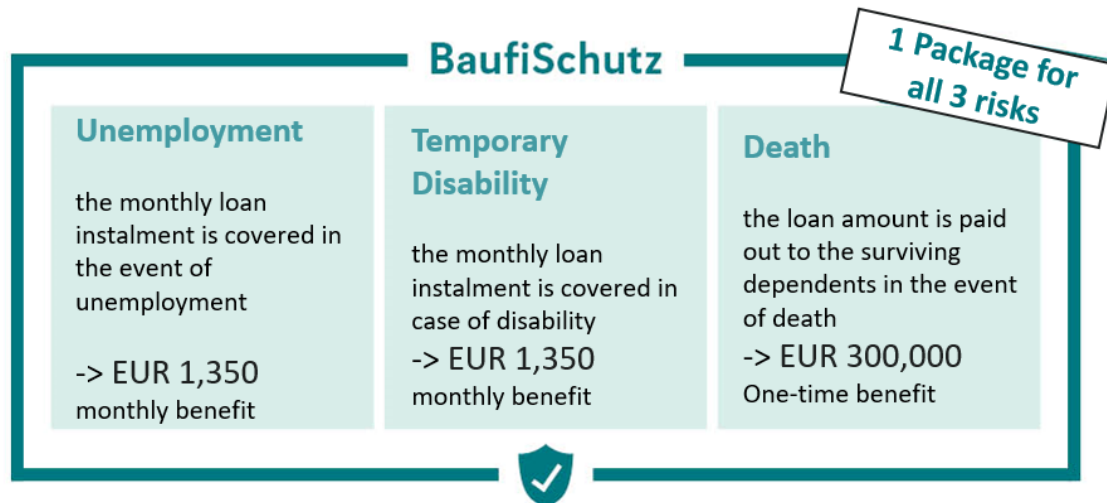 BaufiSchutz
1 Package for
all 3 risks
Unemployment
the monthly loan
instalment is covered in
the event of
unemployment
-> EUR 1,350
monthly benefit
Temporary
Disability
the monthly loan
instalment is covered in
case of disability
-> EUR 1,350
monthly benefit
Death
the loan amount is paid
out to the surviving
dependents in the event
of death
-> EUR 300,000
One-time benefit